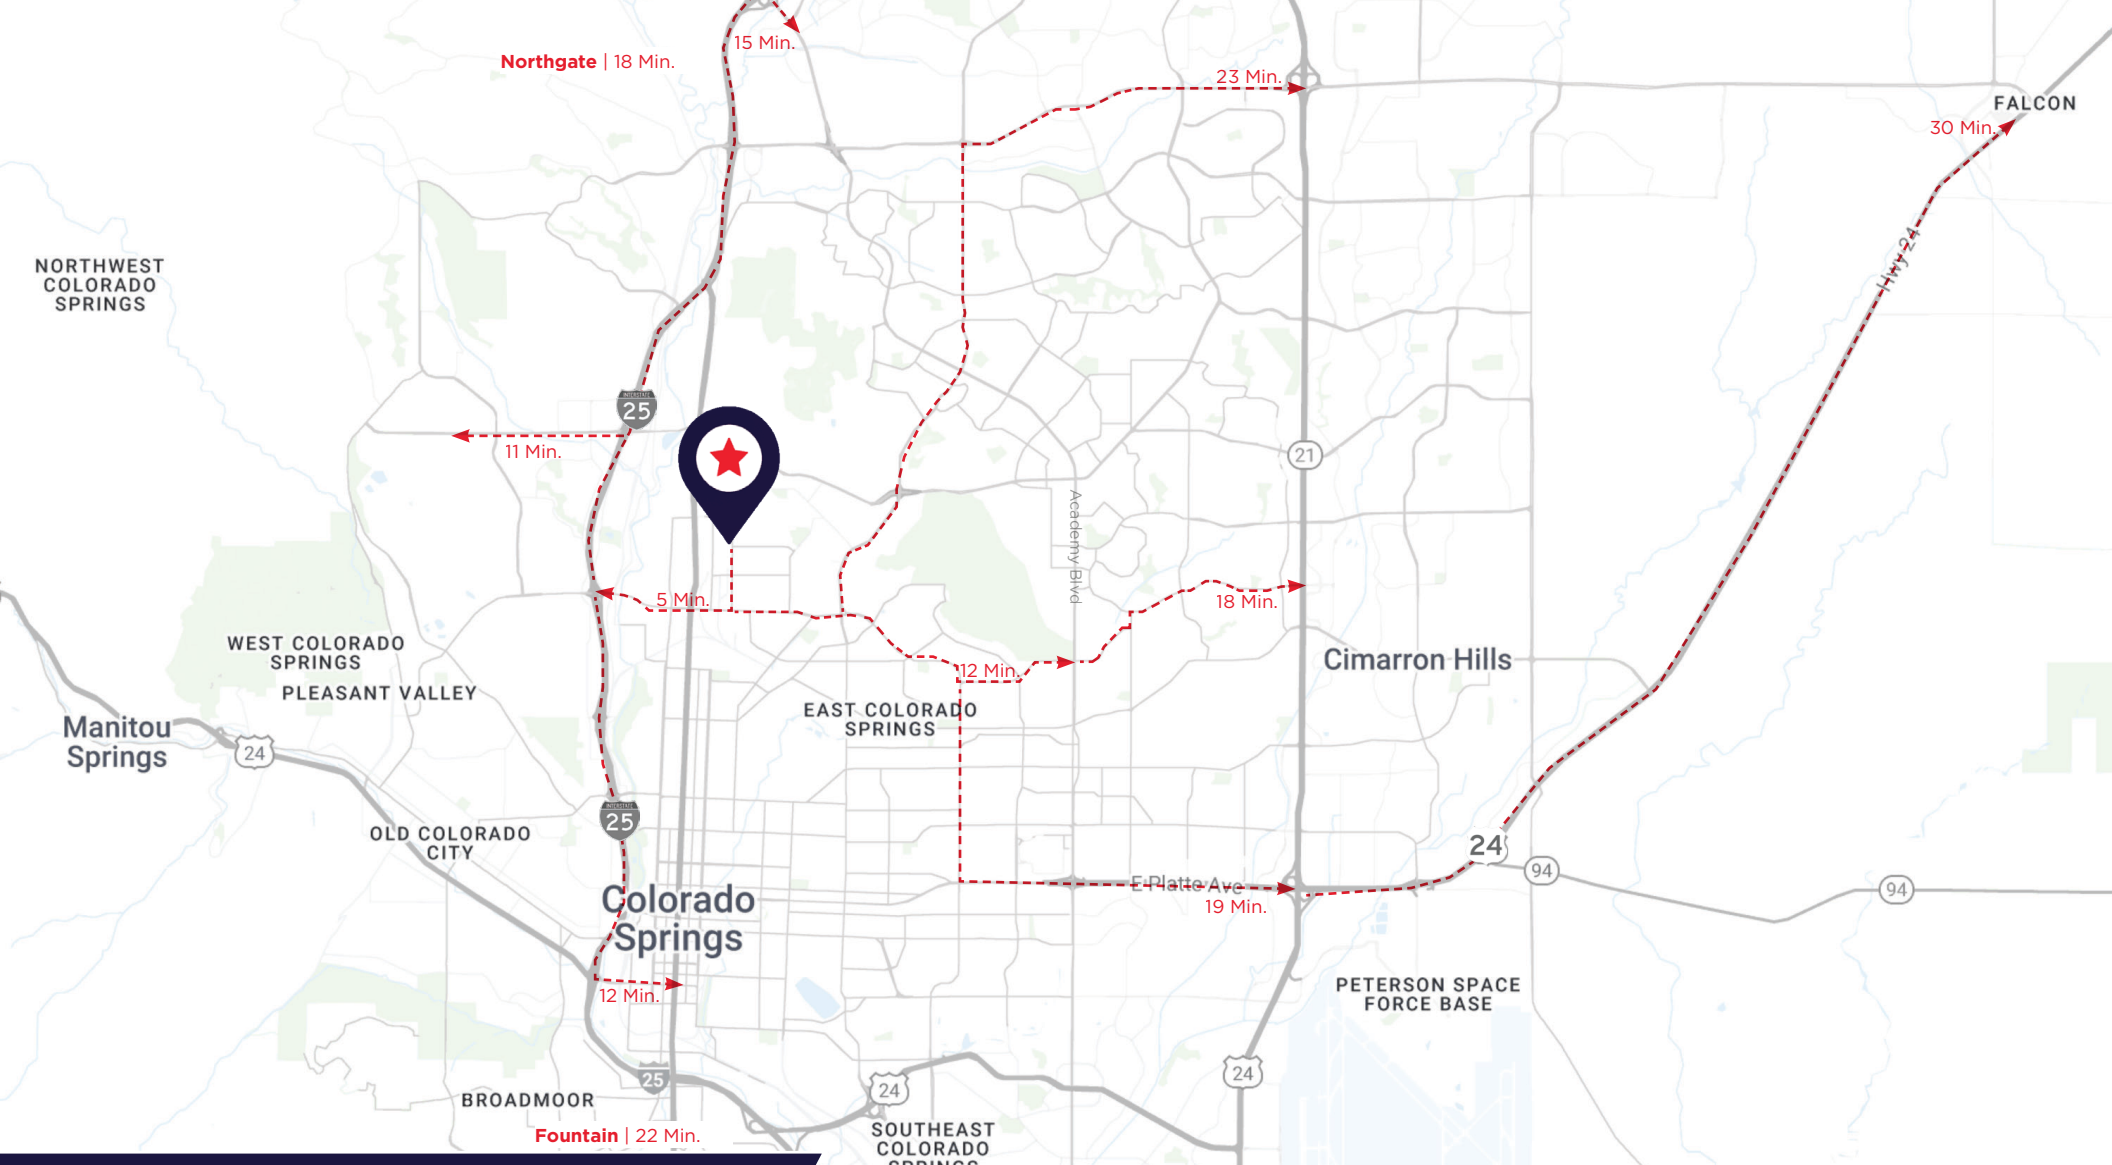 15 Min.
Northgate | 18 Min.
23 Min.
FALCON
30 Min.
Hwy 24
NORTHWEST
COLORADO
SPRINGS
INTERSTATE
25
11 Min.
21
Academy Blvd
5 Min.
18 Min.
WEST COLORADO
SPRINGS
12 Min.
Cimarron Hills
PLEASANT VALLEY
EAST COLORADO
SPRINGS
Manitou
Springs
24
INTERSTATE
25
OLD COLORADO
CITY
24
94
94
E Platte Ave
19 Min.
Colorado
Springs
12 Min.
PETERSON SPACE
FORCE BASE
25
24
24
BROADMOOR
Fountain | 22 Min.
SOUTHEAST
COLORADO
SPRINGS